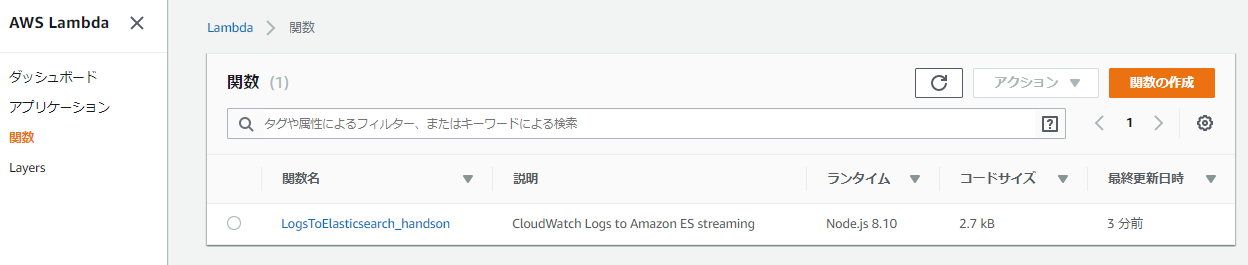 AWS Lambda
ダッシュボード
アプリケーション
関数
Layers
Lambda 関数
関数 (1)
アクション 関数の作成
タグや属性によるフィルター、またはキーワードによる検索 ? 1
関数名 説明 ランタイム コードサイズ 最終更新日時
LogsToElasticsearch_handson CloudWatch Logs to Amazon ES streaming Node.js 8.10 2.7 kB 3 分前